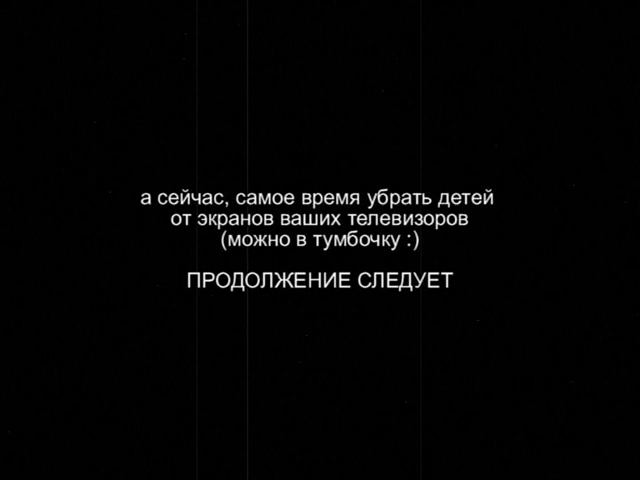 а сейчас, самое время убрать детей
от экранов ваших телевизоров
(можно в тумбочку :)
ПРОДОЛЖЕНИЕ СЛЕДУЕТ